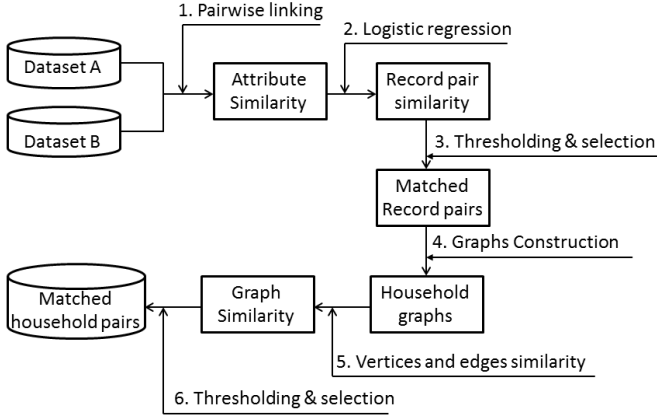 1. Pairwise linking
2. Logistic regression
Dataset A
Dataset B
Attribute
Similarity
Record pair
similarity
3. Thresholding & selection
Matched
Record pairs
4. Graphs Construction
Matched
household pairs
Graph
Similarity
Household
graphs
5. Vertices and edges similarity
6. Thresholding & selection